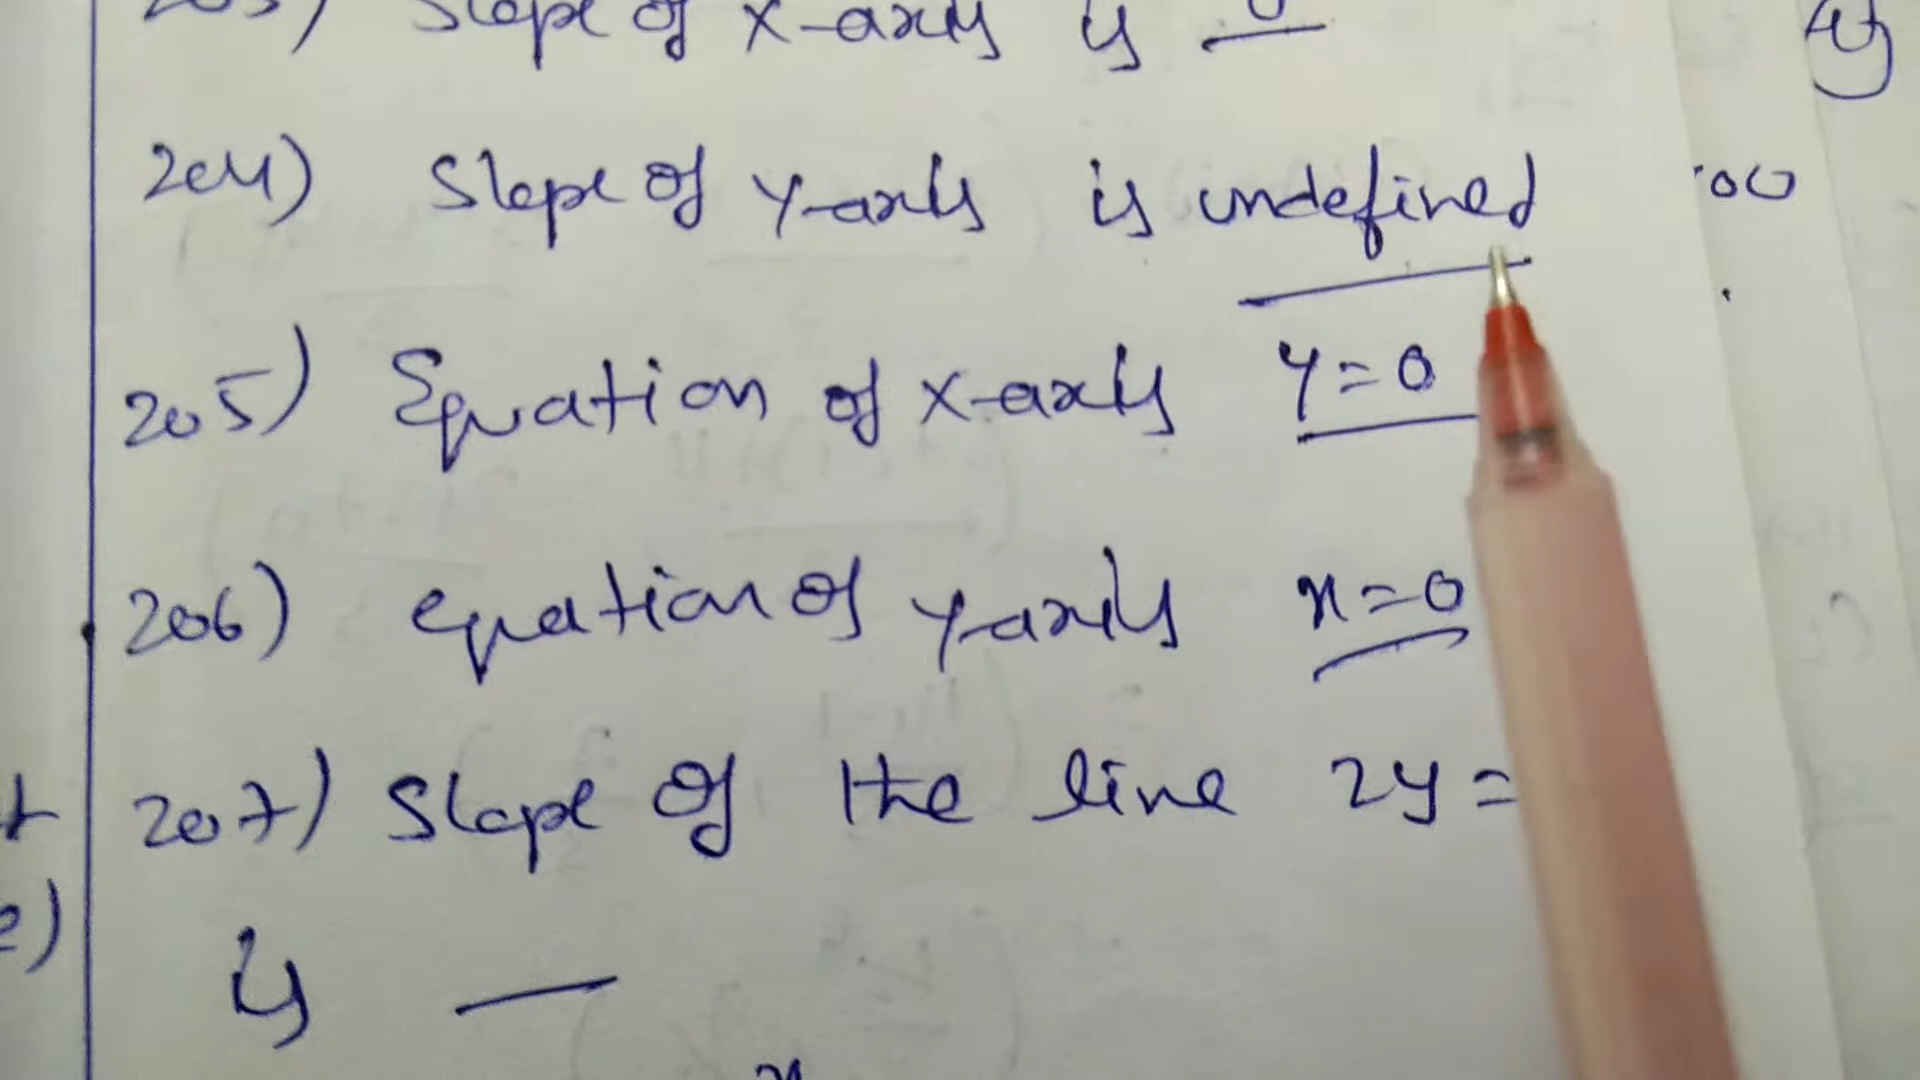 203) Slope of x-axis is 0
204) Slope of y-axis is undefined
205) Equation of x-axis y=0
206) equation of y-axis x=0
207) Slope of the line 2y=
is —